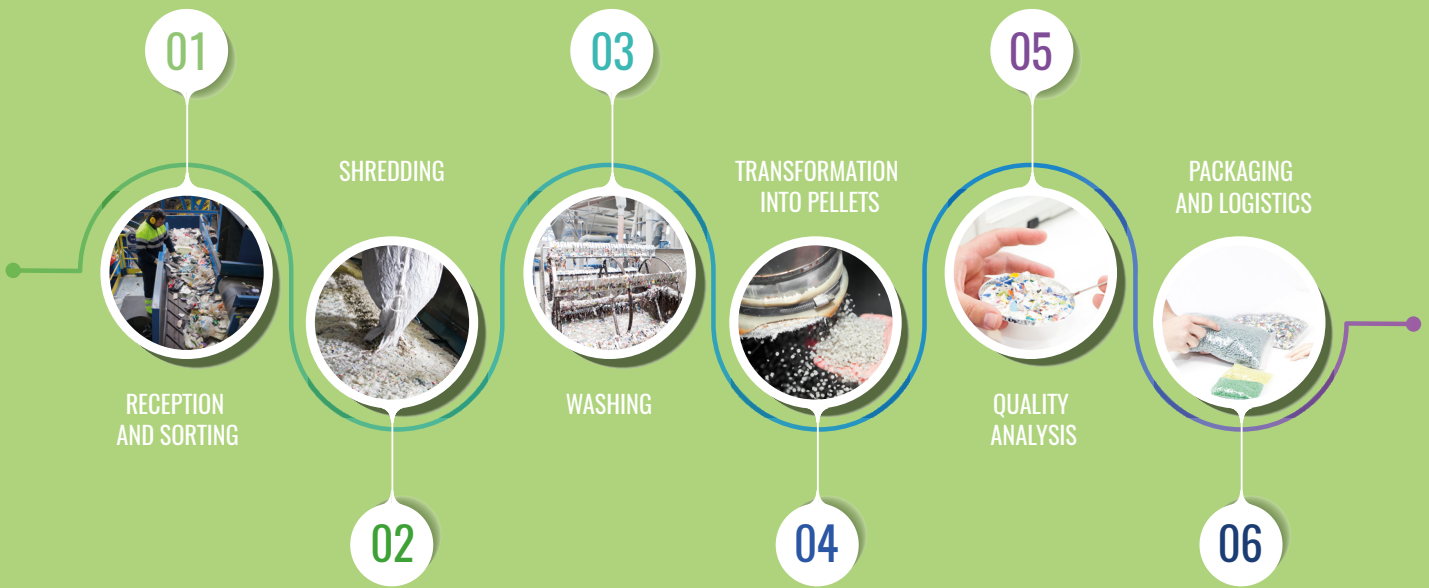 01
RECEPTION
AND SORTING
SHREDDING
02
03
WASHING
TRANSFORMATION
INTO PELLETS
04
05
QUALITY
ANALYSIS
PACKAGING
AND LOGISTICS
06